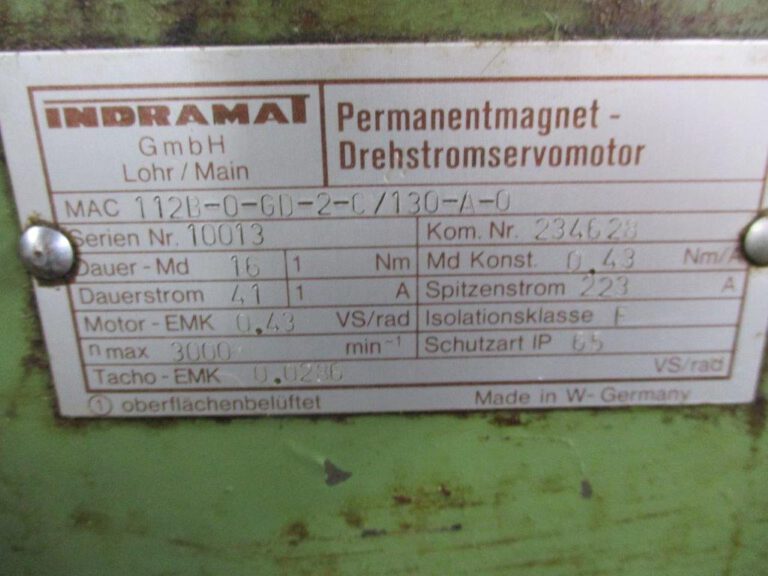 INDRAMAT
GmbH
Lohr / Main
Permanentmagnet -
Drehstromservomotor
MAC 112B-0-GD-2-C/130-A-0
Serien Nr. 10013
Kom. Nr. 234628
Dauer - Md 16 1 Nm
Md Konst. 0.43 Nm/A
Dauerstrom 41 1 A
Spitzenstrom 223 A
Motor - EMK 0.43 VS/rad
Isolationsklasse F
n max 3000 min-1
Schutzart IP 65
Tacho - EMK 0.0286 VS/rad
① oberflächenbelüftet
Made in W- Germany